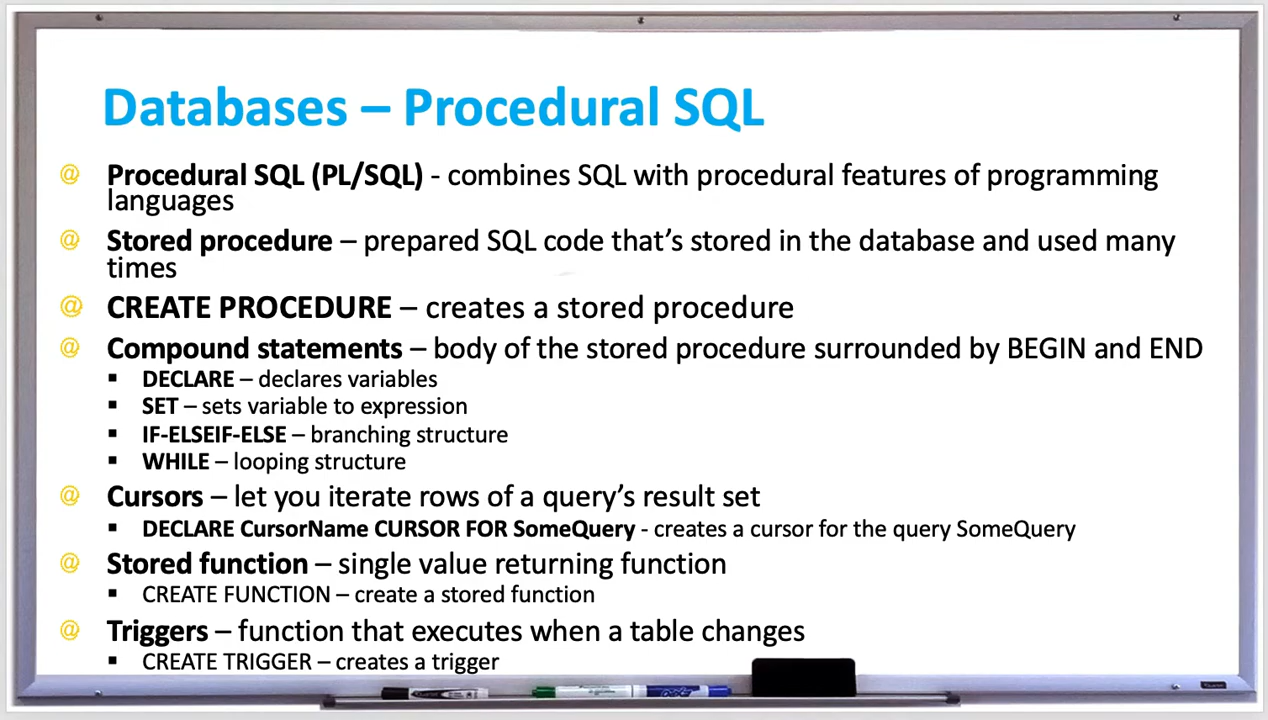 Databases – Procedural SQL
@ Procedural SQL (PL/SQL) - combines SQL with procedural features of programming
languages
@ Stored procedure – prepared SQL code that's stored in the database and used many
times
@ CREATE PROCEDURE – creates a stored procedure
@ Compound statements – body of the stored procedure surrounded by BEGIN and END
▪ DECLARE – declares variables
▪ SET – sets variable to expression
▪ IF-ELSEIF-ELSE – branching structure
▪ WHILE – looping structure
@ Cursors – let you iterate rows of a query's result set
▪ DECLARE CursorName CURSOR FOR SomeQuery - creates a cursor for the query SomeQuery
@ Stored function – single value returning function
▪ CREATE FUNCTION – create a stored function
@ Triggers – function that executes when a table changes
▪ CREATE TRIGGER – creates a trigger